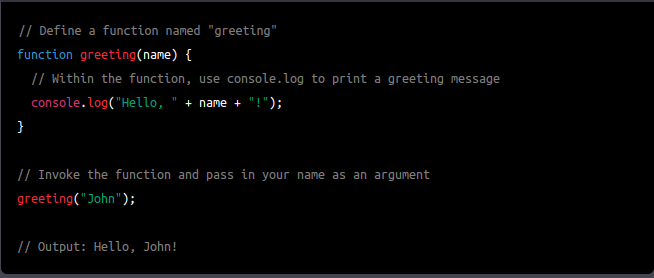 // Define a function named "greeting"
function greeting(name) {
  // Within the function, use console.log to print a greeting message
  console.log("Hello, " + name + "!");
}
// Invoke the function and pass in your name as an argument
greeting("John");
// Output: Hello, John!